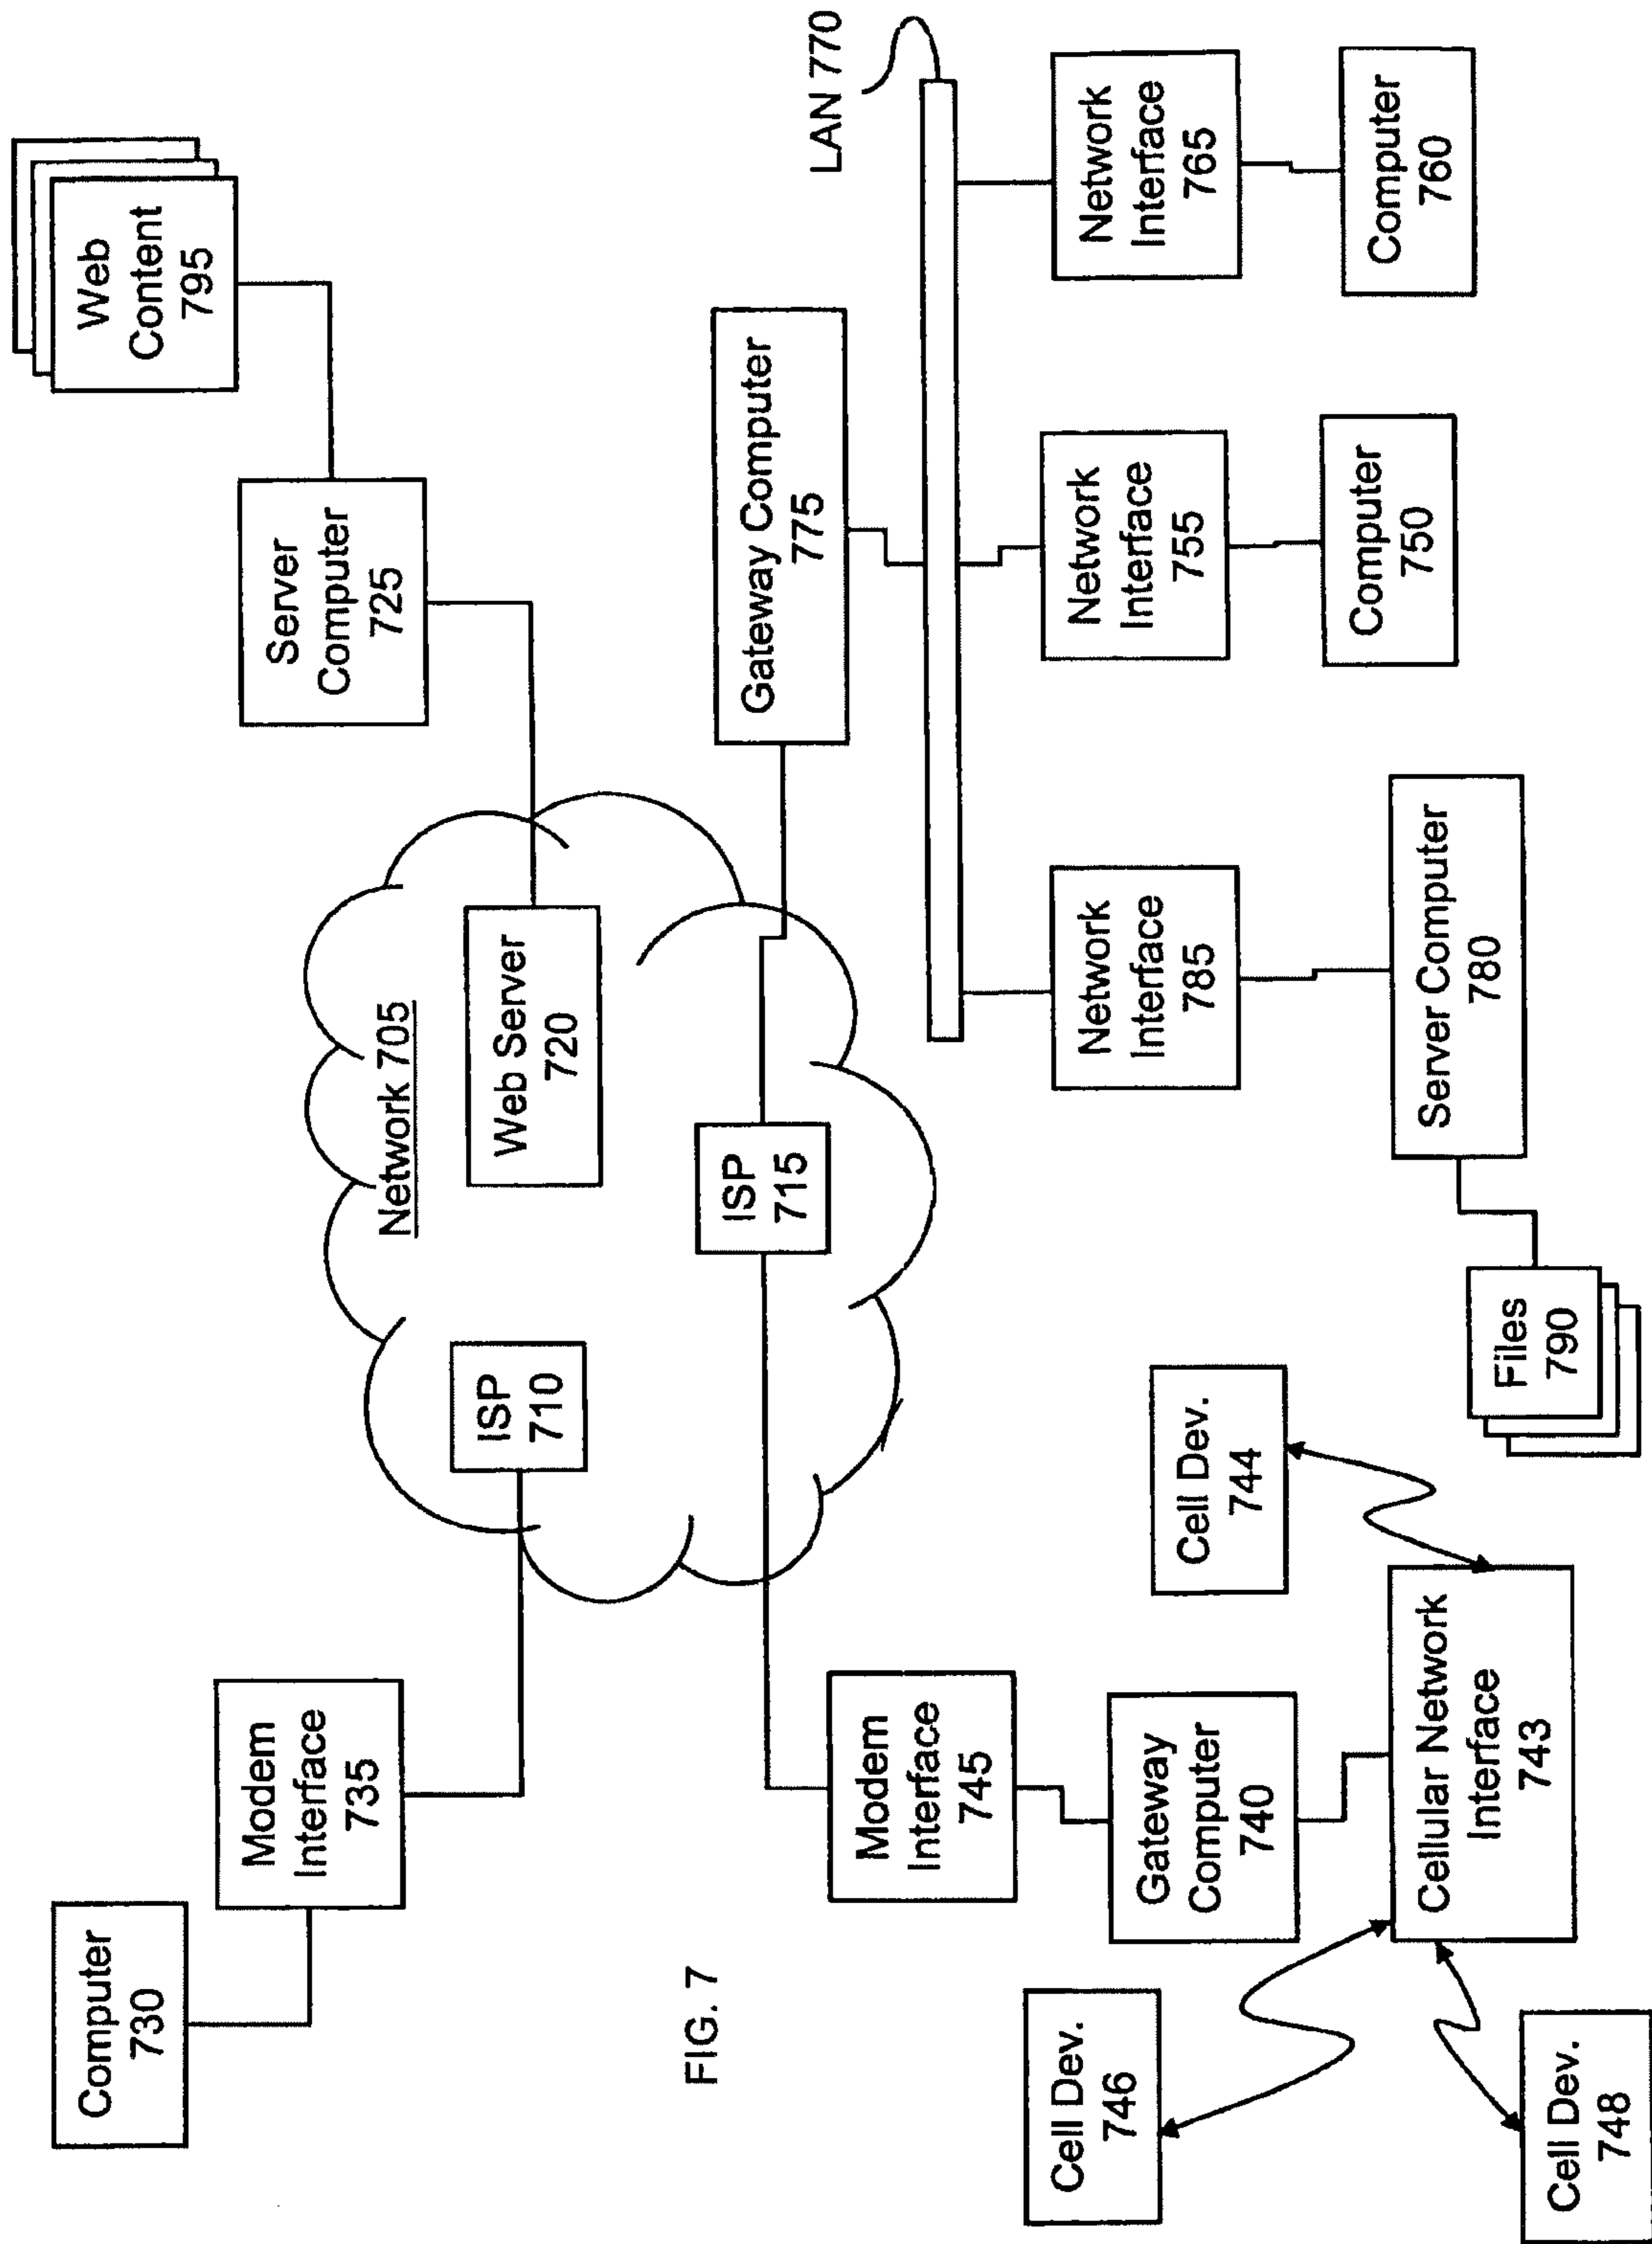 Computer
730
Modem
Interface
735
ISP
710
Network 705
Web Server
720
Server
Computer
725
Web
Content
795
FIG. 7
ISP
715
Gateway Computer
775
LAN 770
Modem
Interface
745
Gateway
Computer
740
Cellular Network
Interface
743
Cell Dev.
746
Cell Dev.
748
Cell Dev.
744
Network
Interface
785
Server Computer
780
Files
790
Network
Interface
755
Computer
750
Network
Interface
765
Computer
760